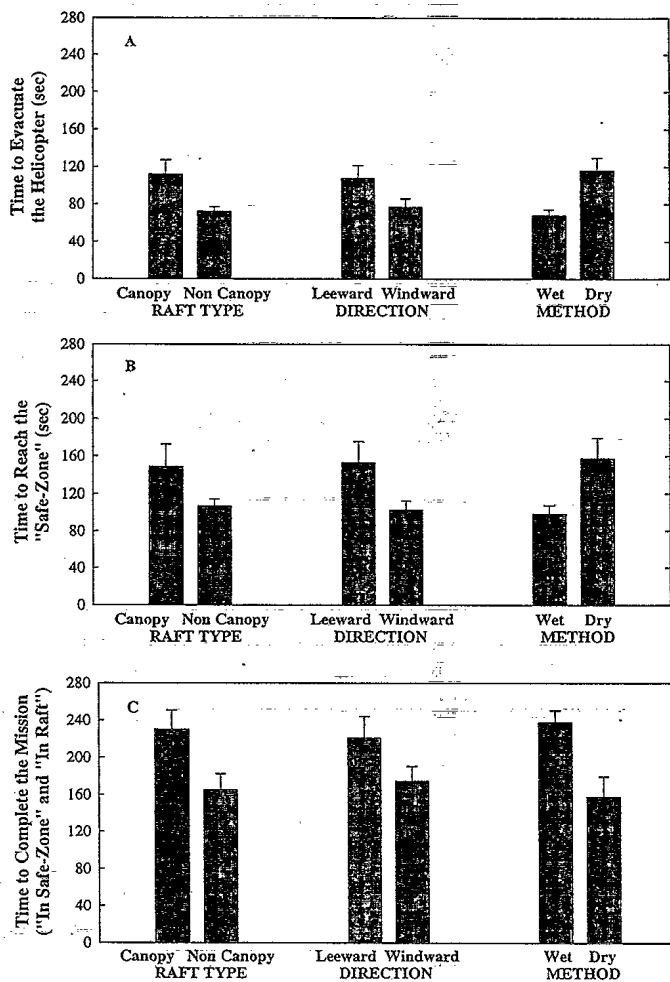 Time to Evacuate
the Helicopter (sec)
280
240
200
160
120
80
40
0
A
Canopy Non Canopy
RAFT TYPE
Leeward Windward
DIRECTION
Wet Dry
METHOD
Time to Reach the
"Safe-Zone" (sec)
280
240
200
160
120
80
40
0
B
Canopy Non Canopy
RAFT TYPE
Leeward Windward
DIRECTION
Wet Dry
METHOD
Time to Complete the Mission
("In Safe-Zone" and "In Raft")
280
240
200
160
120
80
40
0
C
Canopy Non Canopy
RAFT TYPE
Leeward Windward
DIRECTION
Wet Dry
METHOD